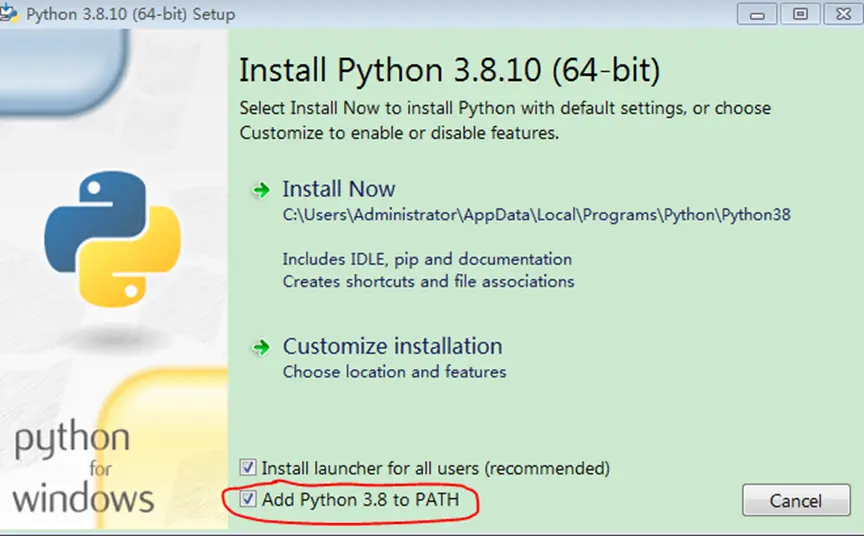 Python 3.8.10 (64-bit) Setup
Install Python 3.8.10 (64-bit)
Select Install Now to install Python with default settings, or choose
Customize to enable or disable features.
Install Now
C:\Users\Administrator\AppData\Local\Programs\Python\Python38
Includes IDLE, pip and documentation
Creates shortcuts and file associations
Customize installation
Choose location and features
python
for
windows
Install launcher for all users (recommended)
Add Python 3.8 to PATH
Cancel